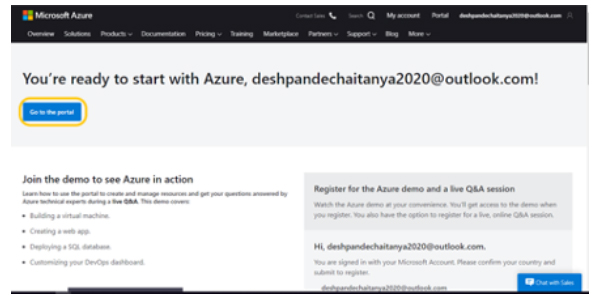 Microsoft Azure
Contact Sales Search My account Portal deshpandechaitanya2020@outlook.com
Overview Solutions Products Documentation Pricing Training Marketplace Partners Support Blog More
You're ready to start with Azure, deshpandechaitanya2020@outlook.com!
Go to the portal
Join the demo to see Azure in action
Learn how to use the portal to create and manage resources and get your questions answered by
Azure technical experts during a live Q&A. This demo covers:
• Building a virtual machine.
• Creating a web app.
• Deploying a SQL database.
• Customizing your DevOps dashboard.
Register for the Azure demo and a live Q&A session
Watch the Azure demo at your convenience. You'll get access to the demo when
you register. You also have the option to register for a live, online Q&A session.
Hi, deshpandechaitanya2020@outlook.com.
You are signed in with your Microsoft Account. Please confirm your country and
submit to register.
deshpandechaitanya2020@outlook.com
Chat with Sales